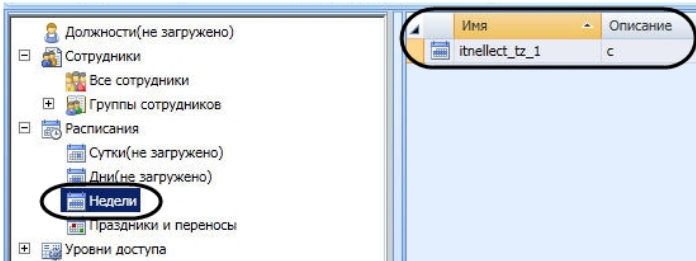 Должности(не загружено)
Сотрудники
Все сотрудники
Группы сотрудников
Расписания
Сутки(не загружено)
Дни(не загружено)
Недели
Праздники и переносы
Уровни доступа
Имя Описание
itnellect_tz_1 с